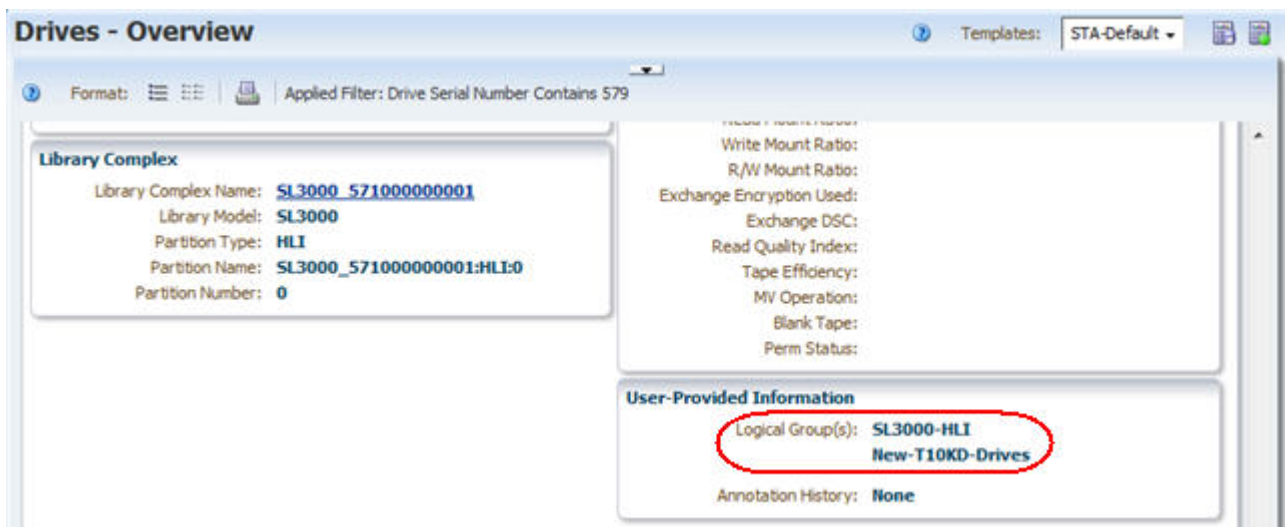 Drives - Overview
Templates: STA-Default
Format: Applied Filter: Drive Serial Number Contains 579
Library Complex
Library Complex Name: SL3000_571000000001
Library Model: SL3000
Partition Type: HLI
Partition Name: SL3000_571000000001:HLI:0
Partition Number: 0
Read Mount Ratio:
Write Mount Ratio:
R/W Mount Ratio:
Exchange Encryption Used:
Exchange DSC:
Read Quality Index:
Tape Efficiency:
MV Operation:
Blank Tape:
Perm Status:
User-Provided Information
Logical Group(s): SL3000-HLI
New-T10KD-Drives
Annotation History: None